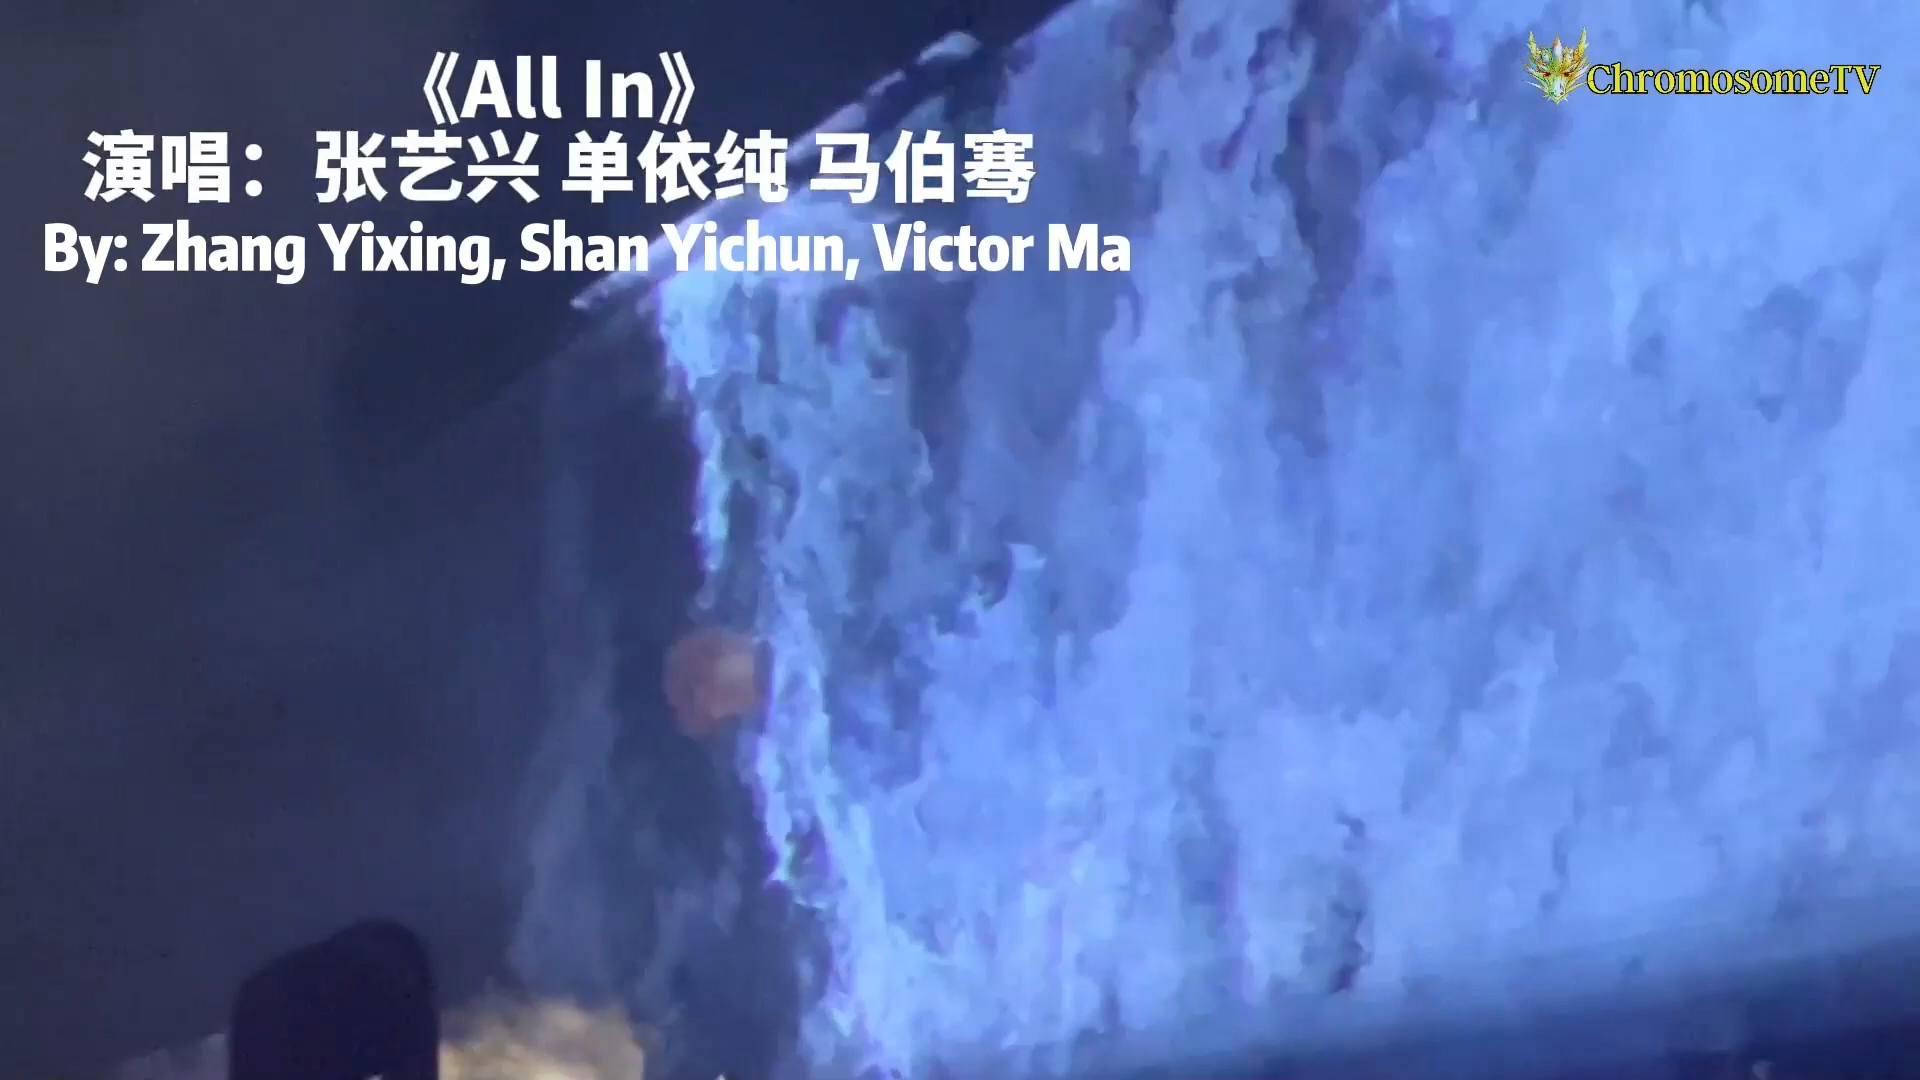 《All In》
演唱：张艺兴 单依纯 马伯骞
By: Zhang Yixing, Shan Yichun, Victor Ma
ChromosomeTV